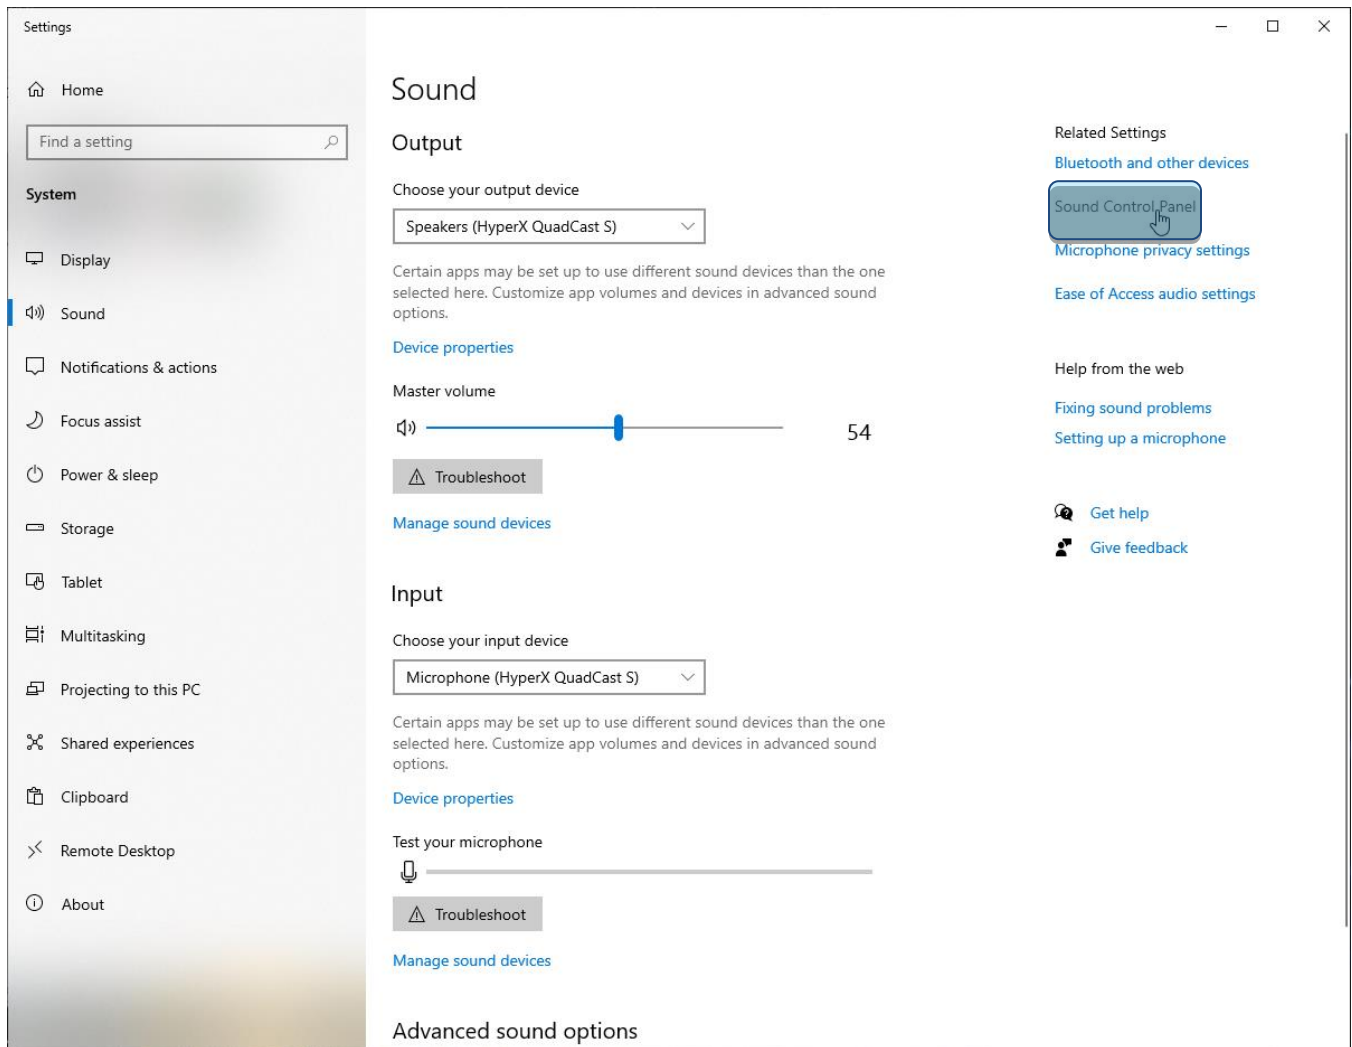 Settings
Home
Find a setting
System
Display
Sound
Notifications & actions
Focus assist
Power & sleep
Storage
Tablet
Multitasking
Projecting to this PC
Shared experiences
Clipboard
Remote Desktop
About
Sound
Output
Choose your output device
Speakers (HyperX QuadCast S)
Certain apps may be set up to use different sound devices than the one
selected here. Customize app volumes and devices in advanced sound
options.
Device properties
Master volume
54
Troubleshoot
Manage sound devices
Input
Choose your input device
Microphone (HyperX QuadCast S)
Certain apps may be set up to use different sound devices than the one
selected here. Customize app volumes and devices in advanced sound
options.
Device properties
Test your microphone
Troubleshoot
Manage sound devices
Advanced sound options
Related Settings
Bluetooth and other devices
Sound Control Panel
Microphone privacy settings
Ease of Access audio settings
Help from the web
Fixing sound problems
Setting up a microphone
Get help
Give feedback